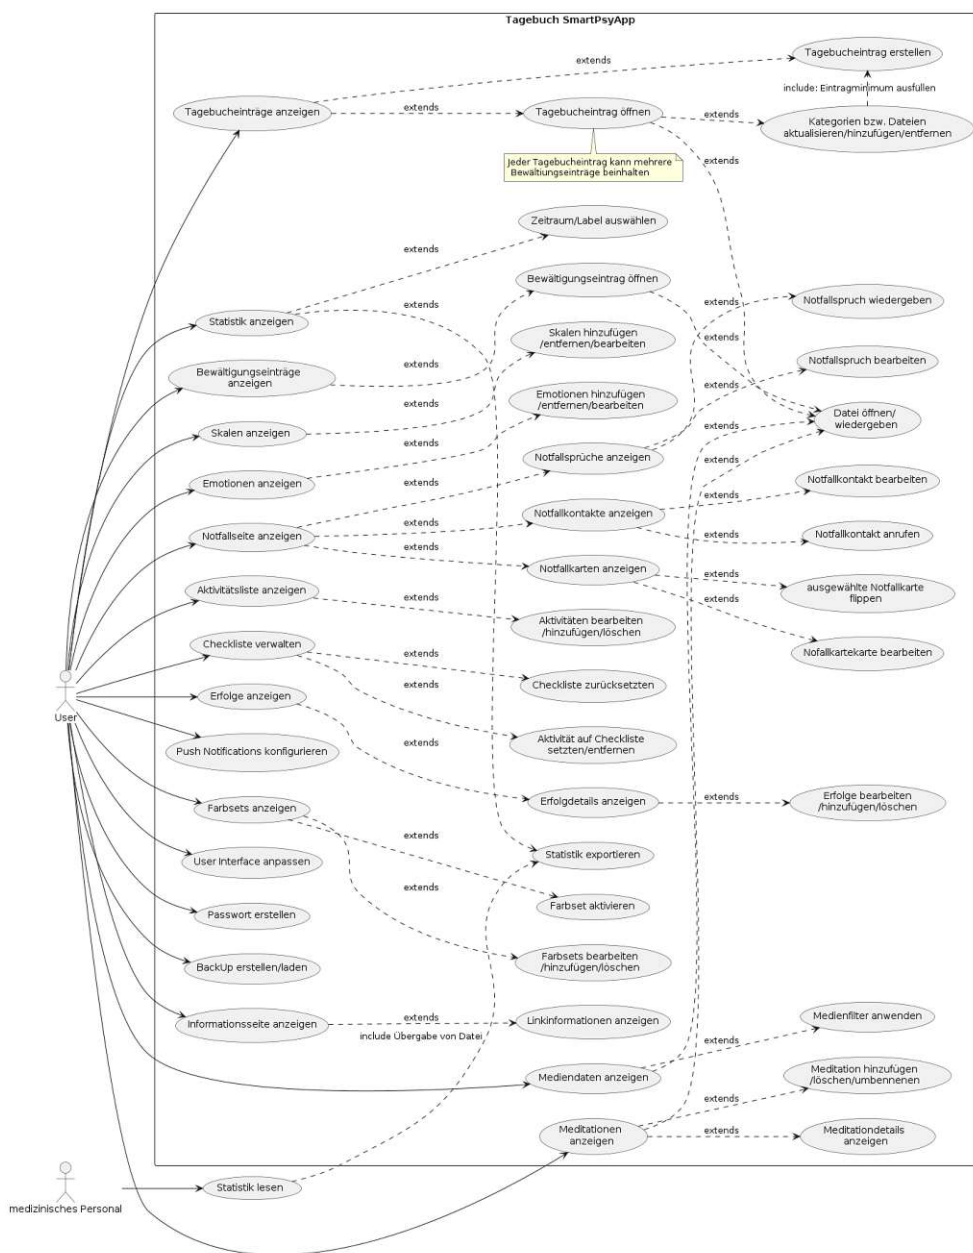 Tagebuch SmartPsyApp
Tagebucheintrag erstellen
extends
include: Eintragminimum ausfüllen
Tagebucheinträge anzeigen
extends
Tagebucheintrag öffnen
extends
Kategorien bzw. Dateien
aktualisieren/hinzufügen/entfernen
Jeder Tagebucheintrag kann mehrere
Bewältiungseinträge beinhalten
extends
Zeitraum/Label auswählen
extends
Bewältigungseintrag öffnen
extends
Notfallspruch wiedergeben
extends
Statistik anzeigen
Skalen hinzufügen
/entfernen/bearbeiten
extends
Notfallspruch bearbeiten
extends
Bewältigungseinträge
anzeigen
extends
Emotionen hinzufügen
/entfernen/bearbeiten
extends
Datei öffnen/
wiedergeben
Skalen anzeigen
extends
extends
Notfallsprüche anzeigen
extends
Emotionen anzeigen
extends
Notfallkontakt bearbeiten
extends
Notfallkontakte anzeigen
extends
Notfallseite anzeigen
extends
Notfallkontakt anrufen
extends
Notfallkarten anzeigen
extends
ausgewählte Notfallkarte
flippen
Aktivitätsliste anzeigen
extends
extends
Aktivitäten bearbeiten
/hinzufügen/löschen
Nofallkartekarte bearbeiten
Checkliste verwalten
extends
Checkliste zurücksetzten
extends
Erfolge anzeigen
User
Push Notifications konfigurieren
extends
Aktivität auf Checkliste
setzten/entfernen
Farbsets anzeigen
Erfolgdetails anzeigen
extends
Erfolge bearbeiten
/hinzufügen/löschen
extends
User Interface anpassen
Statistik exportieren
extends
Passwort erstellen
Farbset aktivieren
BackUp erstellen/laden
Farbsets bearbeiten
/hinzufügen/löschen
Informationsseite anzeigen
extends
Linkinformationen anzeigen
include Übergabe von Datei
Medienfilter anwenden
extends
Mediendaten anzeigen
Meditation hinzufügen
/löschen/umbennenen
extends
Meditationen
anzeigen
extends
Meditationdetails
anzeigen
medizinisches Personal
Statistik lesen